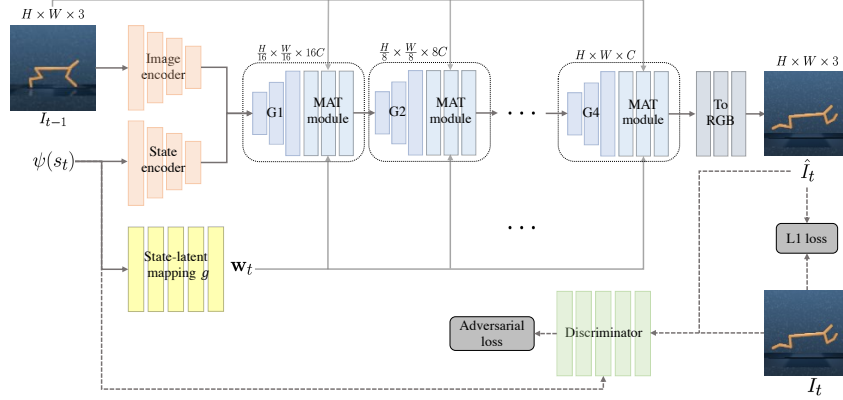 H × W × 3
I_{t−1}
Image
encoder
ψ(s_t)
State
encoder
State-latent
mapping g
w_t
H/16 × W/16 × 16C
G1
MAT
module
H/8 × W/8 × 8C
G2
MAT
module
· · ·
H × W × C
G4
MAT
module
To
RGB
H × W × 3
Î_t
· · ·
L1 loss
Adversarial
loss
Discriminator
I_t